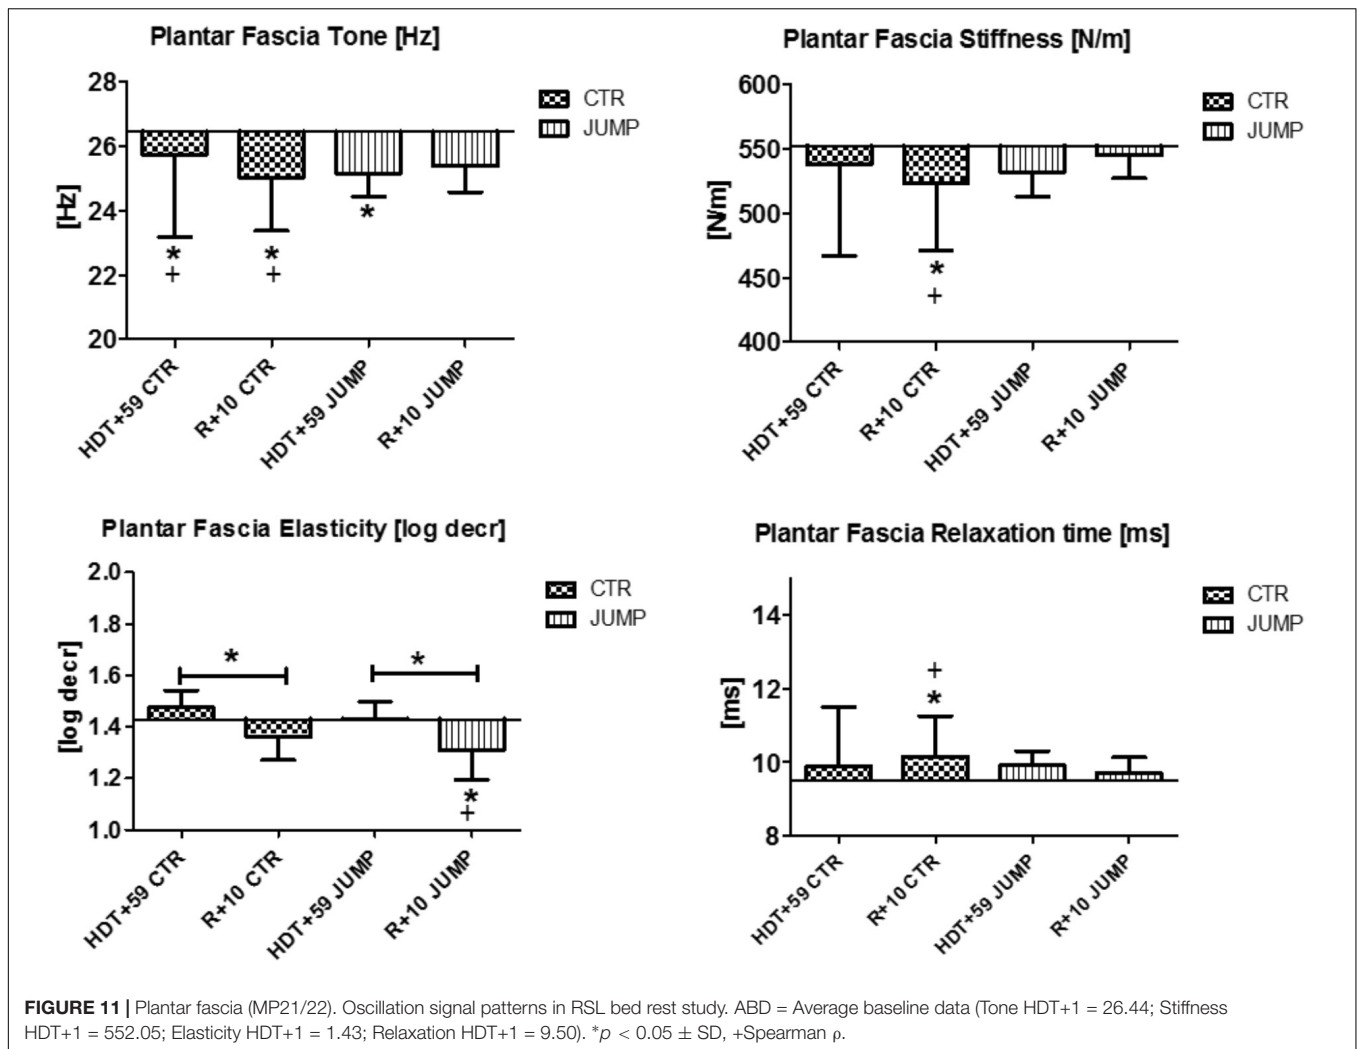 Plantar Fascia Tone [Hz]
CTR
JUMP
[Hz]
28
26
24
22
20
*
+
*
+
*
HDT+59 CTR
R+10 CTR
HDT+59 JUMP
R+10 JUMP
Plantar Fascia Stiffness [N/m]
CTR
JUMP
[N/m]
600
550
500
450
400
*
+
HDT+59 CTR
R+10 CTR
HDT+59 JUMP
R+10 JUMP
Plantar Fascia Elasticity [log decr]
CTR
JUMP
[log decr]
2.0
1.8
1.6
1.4
1.2
1.0
*
*
*
+
HDT+59 CTR
R+10 CTR
HDT+59 JUMP
R+10 JUMP
Plantar Fascia Relaxation time [ms]
CTR
JUMP
[ms]
14
12
10
8
+
*
HDT+59 CTR
R+10 CTR
HDT+59 JUMP
R+10 JUMP
FIGURE 11 | Plantar fascia (MP21/22). Oscillation signal patterns in RSL bed rest study. ABD = Average baseline data (Tone HDT+1 = 26.44; Stiffness
HDT+1 = 552.05; Elasticity HDT+1 = 1.43; Relaxation HDT+1 = 9.50). *p < 0.05 ± SD, +Spearman ρ.